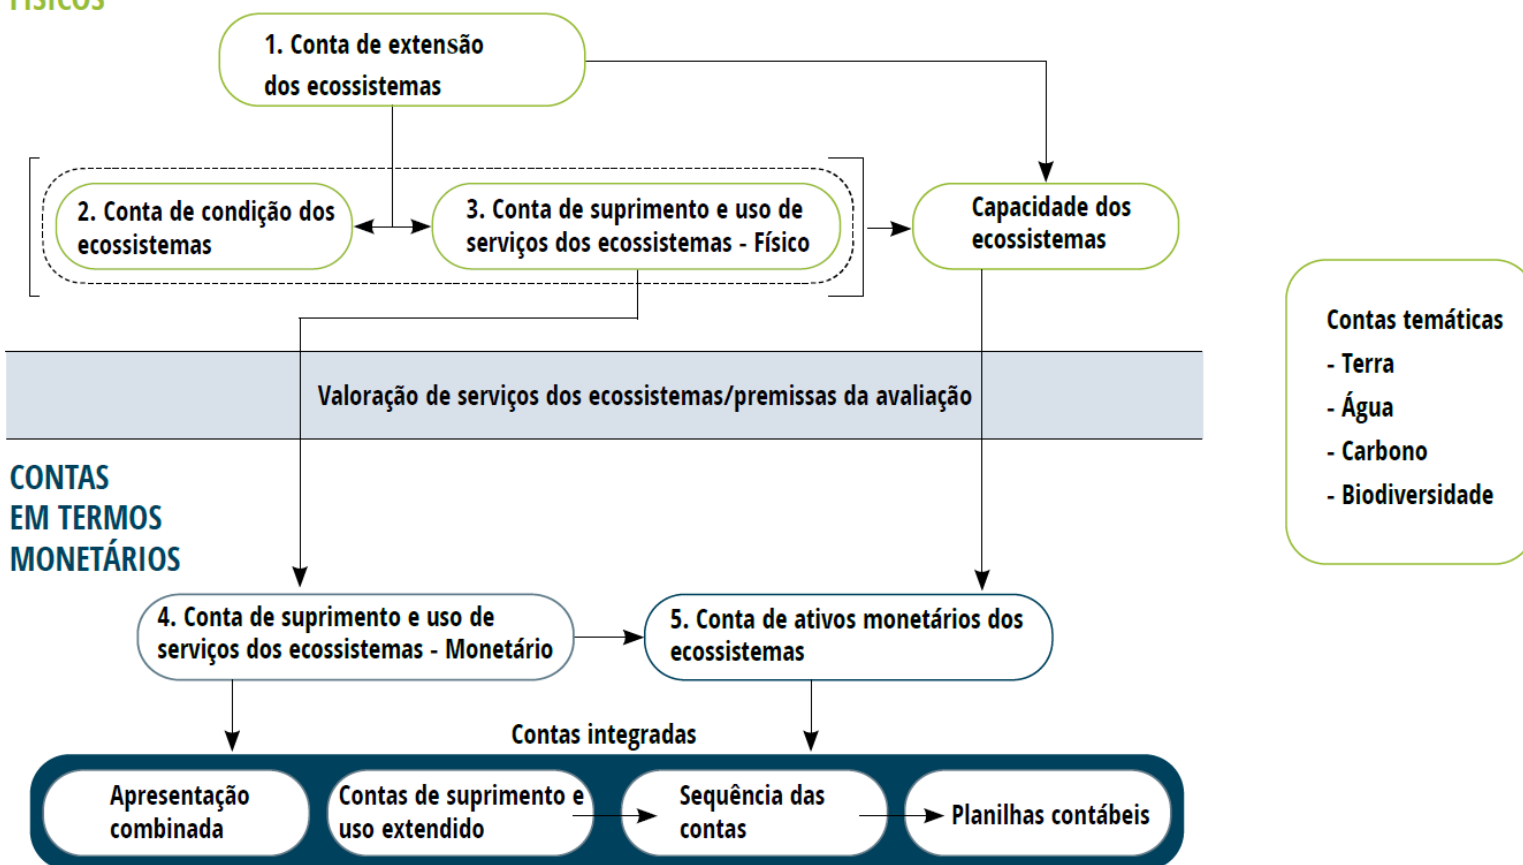 FÍSICOS
1. Conta de extensão
dos ecossistemas
2. Conta de condição dos
ecossistemas
3. Conta de suprimento e uso de
serviços dos ecossistemas - Físico
Capacidade dos
ecossistemas
Contas temáticas
- Terra
- Água
- Carbono
- Biodiversidade
Valoração de serviços dos ecossistemas/premissas da avaliação
CONTAS
EM TERMOS
MONETÁRIOS
4. Conta de suprimento e uso de
serviços dos ecossistemas - Monetário
5. Conta de ativos monetários dos
ecossistemas
Contas integradas
Apresentação
combinada
Contas de suprimento e
uso extendido
Sequência das
contas
Planilhas contábeis